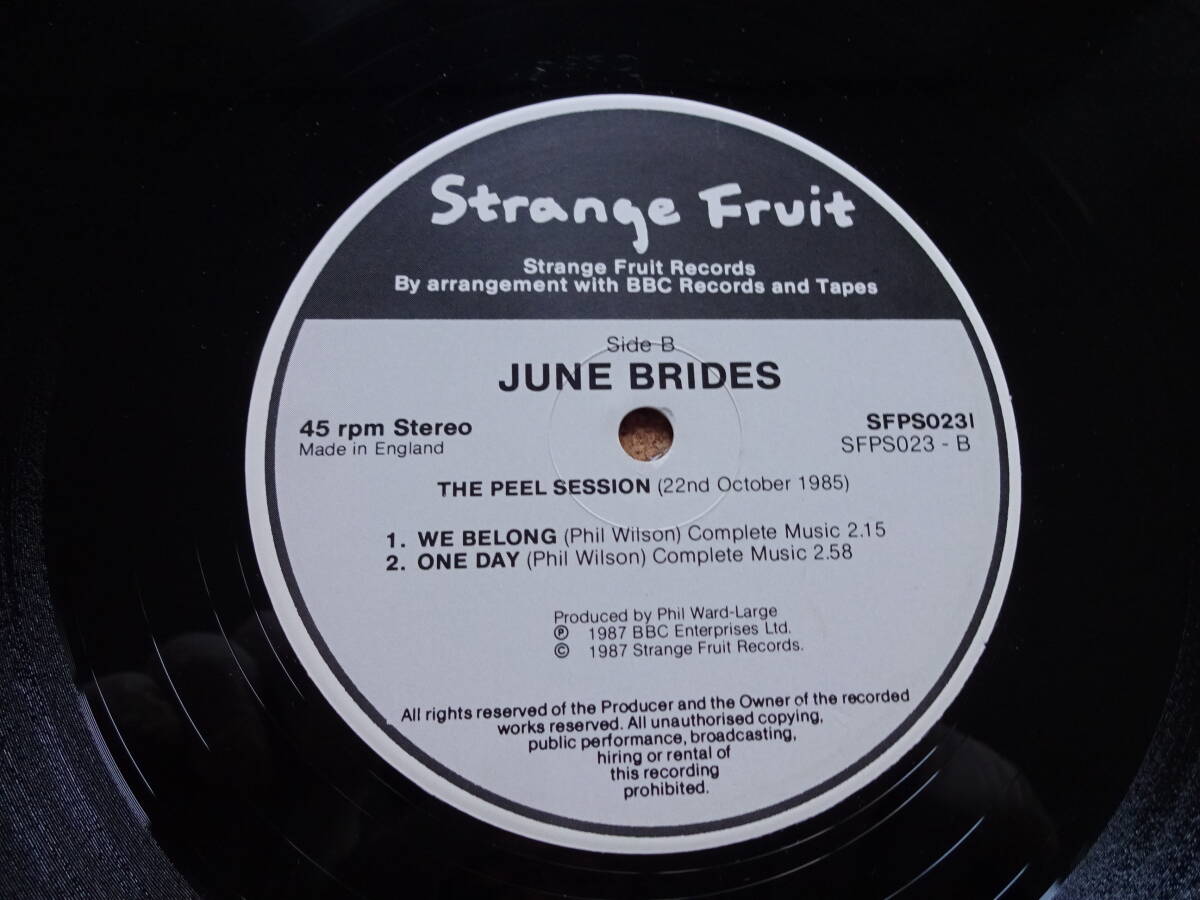 Strange Fruit
Strange Fruit Records
By arrangement with BBC Records and Tapes
Side B
JUNE BRIDES
45 rpm Stereo
Made in England
SFPS023I
SFPS023 - B
THE PEEL SESSION (22nd October 1985)
1. WE BELONG (Phil Wilson) Complete Music 2.15
2. ONE DAY (Phil Wilson) Complete Music 2.58
Produced by Phil Ward-Large
Ⓟ 1987 BBC Enterprises Ltd.
© 1987 Strange Fruit Records.
All rights reserved of the Producer and the Owner of the recorded
works reserved. All unauthorised copying,
public performance, broadcasting,
hiring or rental of
this recording
prohibited.